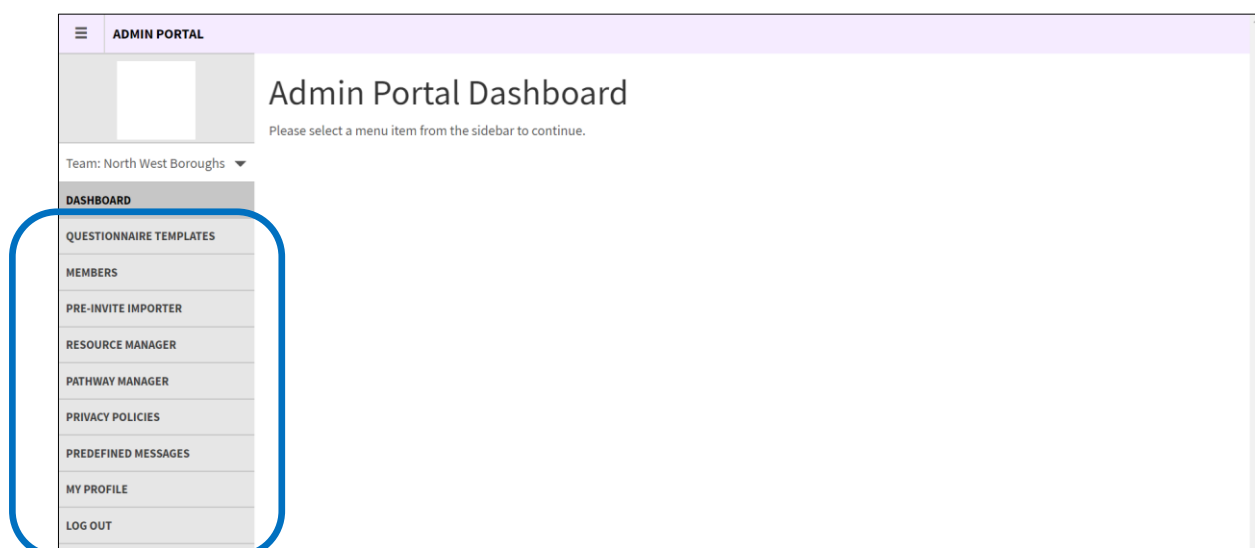 ADMIN PORTAL
Admin Portal Dashboard
Please select a menu item from the sidebar to continue.
Team: North West Boroughs
DASHBOARD
QUESTIONNAIRE TEMPLATES
MEMBERS
PRE-INVITE IMPORTER
RESOURCE MANAGER
PATHWAY MANAGER
PRIVACY POLICIES
PREDEFINED MESSAGES
MY PROFILE
LOG OUT